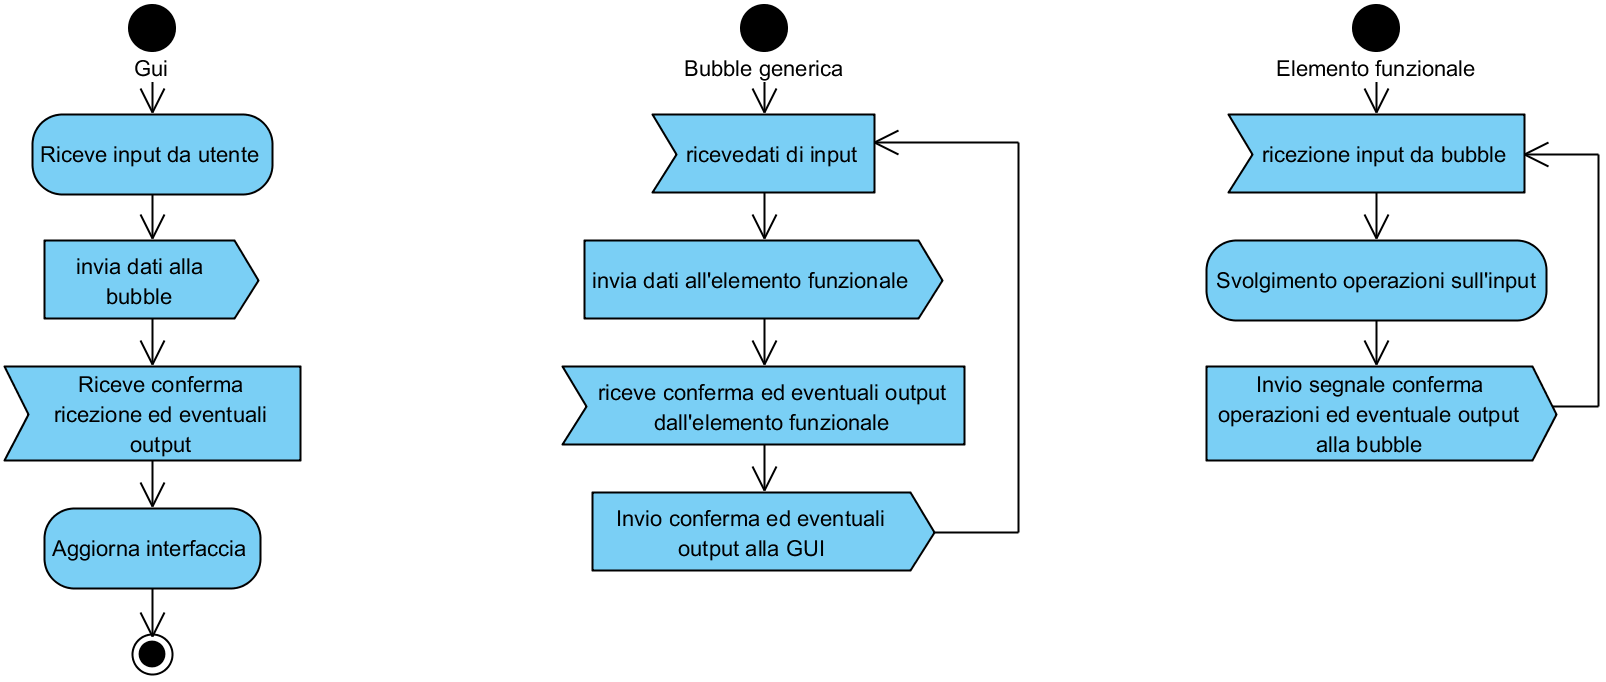 Gui
Riceve input da utente
invia dati alla
bubble
Riceve conferma
ricezione ed eventuali
output
Aggiorna interfaccia
Bubble generica
ricevedati di input
invia dati all'elemento funzionale
riceve conferma ed eventuali output
dall'elemento funzionale
Invio conferma ed eventuali
output alla GUI
Elemento funzionale
ricezione input da bubble
Svolgimento operazioni sull'input
Invio segnale conferma
operazioni ed eventuale output
alla bubble